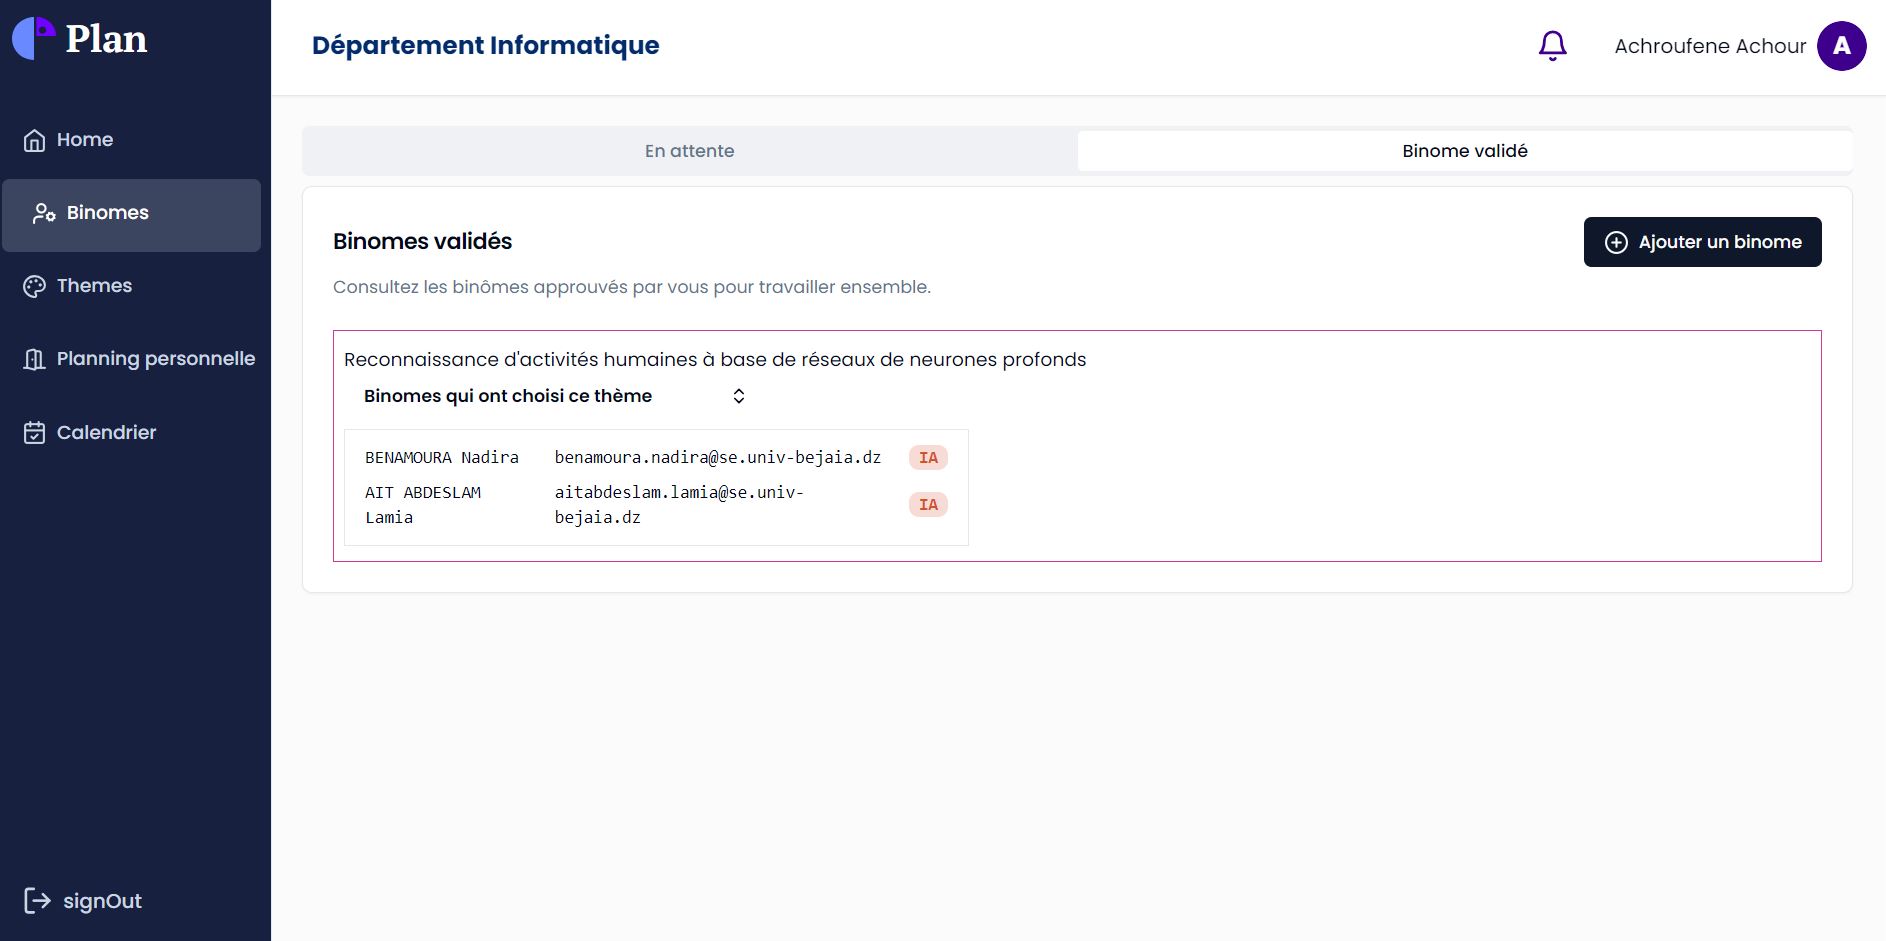 Plan
Home
Binomes
Themes
Planning personnelle
Calendrier
signOut
Département Informatique
Achroufene Achour
A
En attente
Binome validé
Binomes validés
Ajouter un binome
Consultez les binômes approuvés par vous pour travailler ensemble.
Reconnaissance d'activités humaines à base de réseaux de neurones profonds
Binomes qui ont choisi ce thème
BENAMOURA Nadira benamoura.nadira@se.univ-bejaia.dz IA
AIT ABDESLAM aitabdeslam.lamia@se.univ- IA
Lamia bejaia.dz